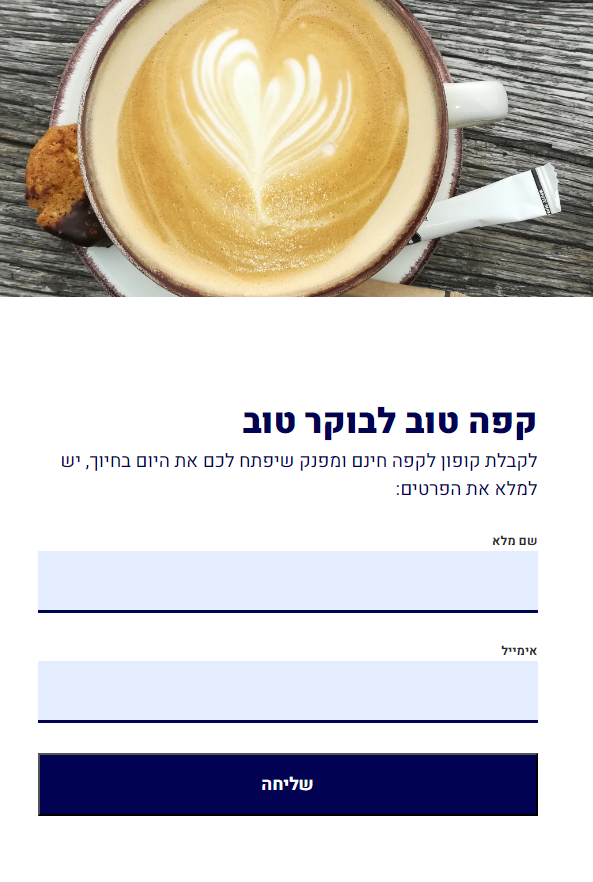 קפה טוב לבוקר טוב
לקבלת קופון לקפה חינם ומפנק שיפתח לכם את היום בחיוך, יש
למלא את הפרטים:
שם מלא
אימייל
שליחה